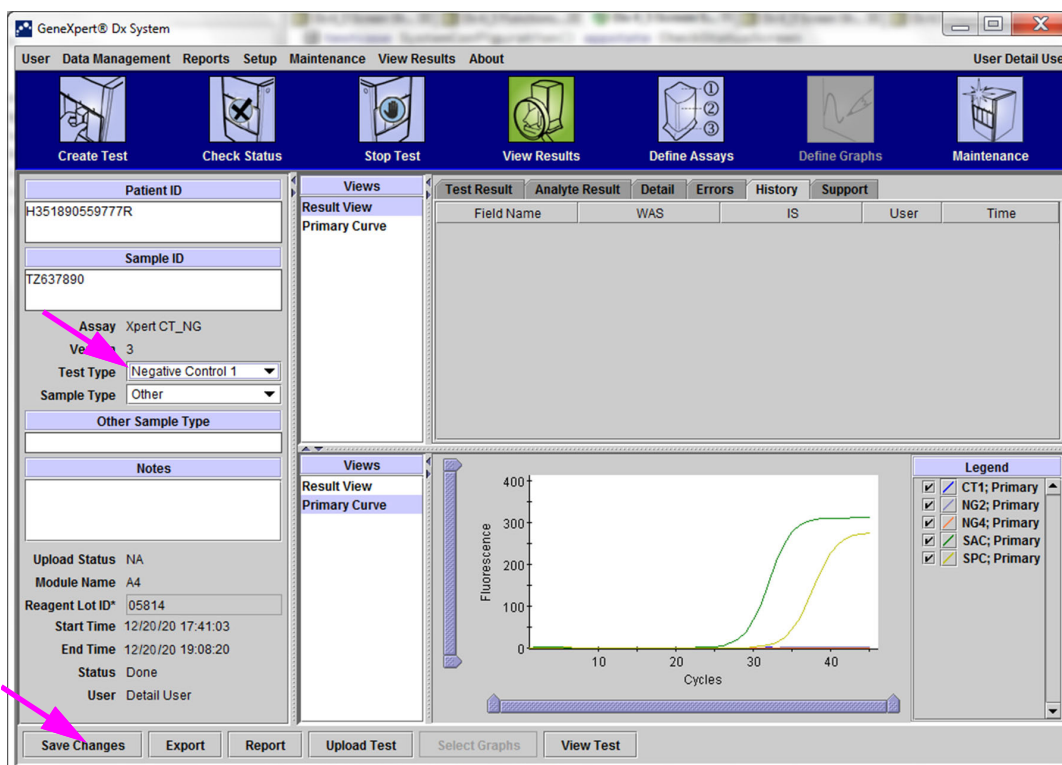 GeneXpert® Dx System
User Data Management Reports Setup Maintenance View Results About User Detail Use
Create Test Check Status Stop Test View Results Define Assays Define Graphs Maintenance
Patient ID
H351890559777R
Sample ID
TZ637890
Assay Xpert CT_NG
3
Test Type Negative Control 1
Sample Type Other
Other Sample Type
Notes
Upload Status NA
Module Name A4
Reagent Lot ID* 05814
Start Time 12/20/20 17:41:03
End Time 12/20/20 19:08:20
Status Done
User Detail User
Views
Result View
Primary Curve
Test Result Analyte Result Detail Errors History Support
Field Name WAS IS User Time
Views
Result View
Primary Curve
Fluorescence
400
300
200
100
0
10 20 30 40
Cycles
Legend
CT1; Primary
NG2; Primary
NG4; Primary
SAC; Primary
SPC; Primary
Save Changes Export Report Upload Test Select Graphs View Test